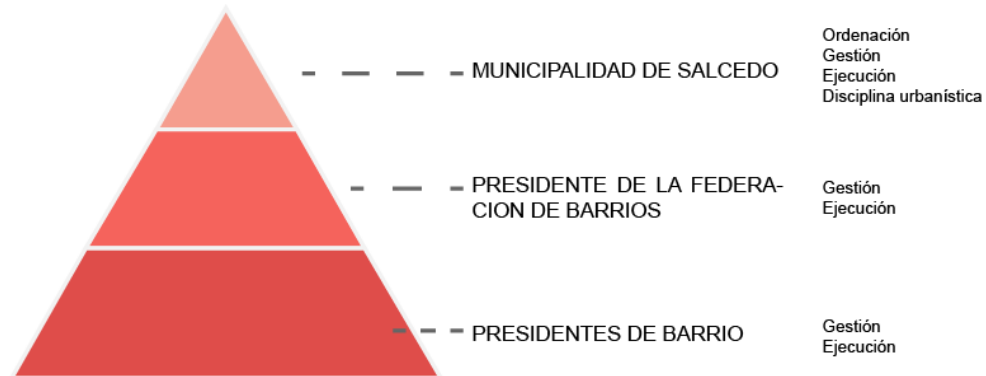 MUNICIPALIDAD DE SALCEDO
Ordenación
Gestión
Ejecución
Disciplina urbanística
PRESIDENTE DE LA FEDERA-
CION DE BARRIOS
Gestión
Ejecución
PRESIDENTES DE BARRIO
Gestión
Ejecución